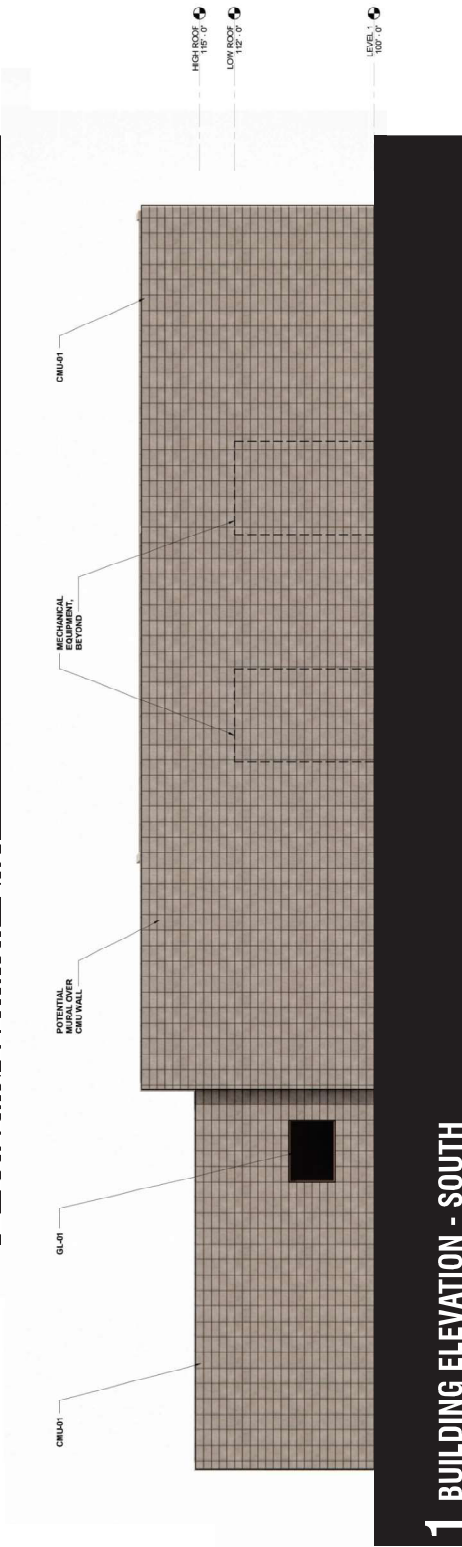 CMU-01
GL-01
POTENTIAL
MURAL OVER
CMU WALL
MECHANICAL
EQUIPMENT,
BEYOND
CMU-01
HIGH ROOF
115' - 0"
LOW ROOF
112' - 0"
LEVEL 1
100' - 0"
1 BUILDING ELEVATION - SOUTH